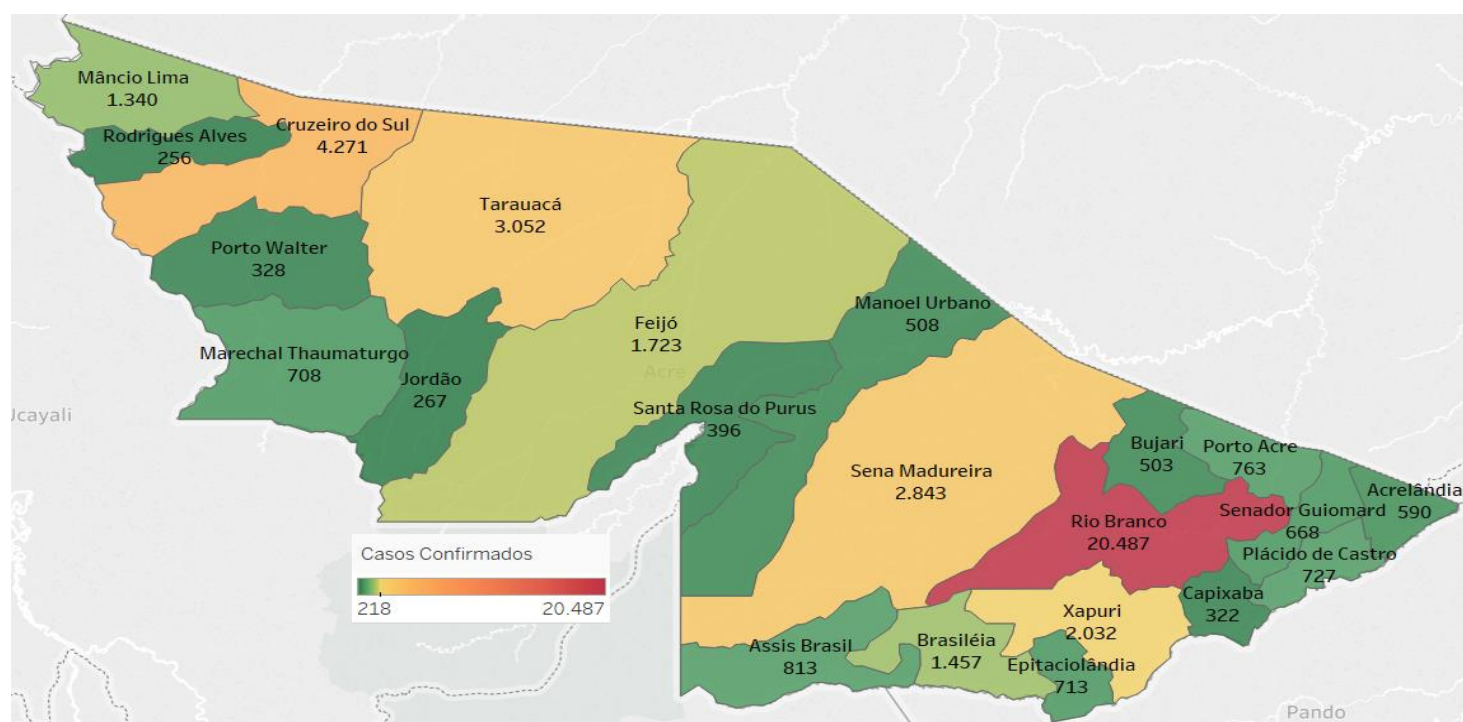 Mâncio Lima
1.340
Cruzeiro do Sul
4.271
Rodrigues Alves
256
Tarauacá
3.052
Porto Walter
328
Manoel Urbano
508
Feijó
1.723
Marechal Thaumaturgo
708
Acre
Jordão
267
Santa Rosa do Purus
396
Ucayali
Bujari
503
Porto Acre
763
Sena Madureira
2.843
Acrelândia
590
Rio Branco
20.487
Senador Guiomard
668
Plácido de Castro
727
Casos Confirmados
218
20.487
Capixaba
322
Xapuri
2.032
Assis Brasil
813
Brasiléia
1.457
Epitaciolândia
713
Pando